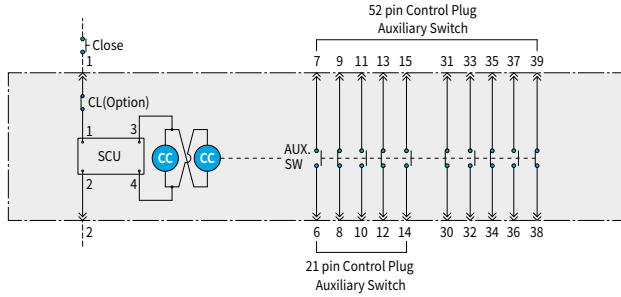 52 pin Control Plug
Auxiliary Switch
Close
1
7 9 11 13 15 31 33 35 37 39
CL(Option)
1 3
SCU
CC CC
AUX.
SW
2 4
2
6 8 10 12 14 30 32 34 36 38
21 pin Control Plug
Auxiliary Switch